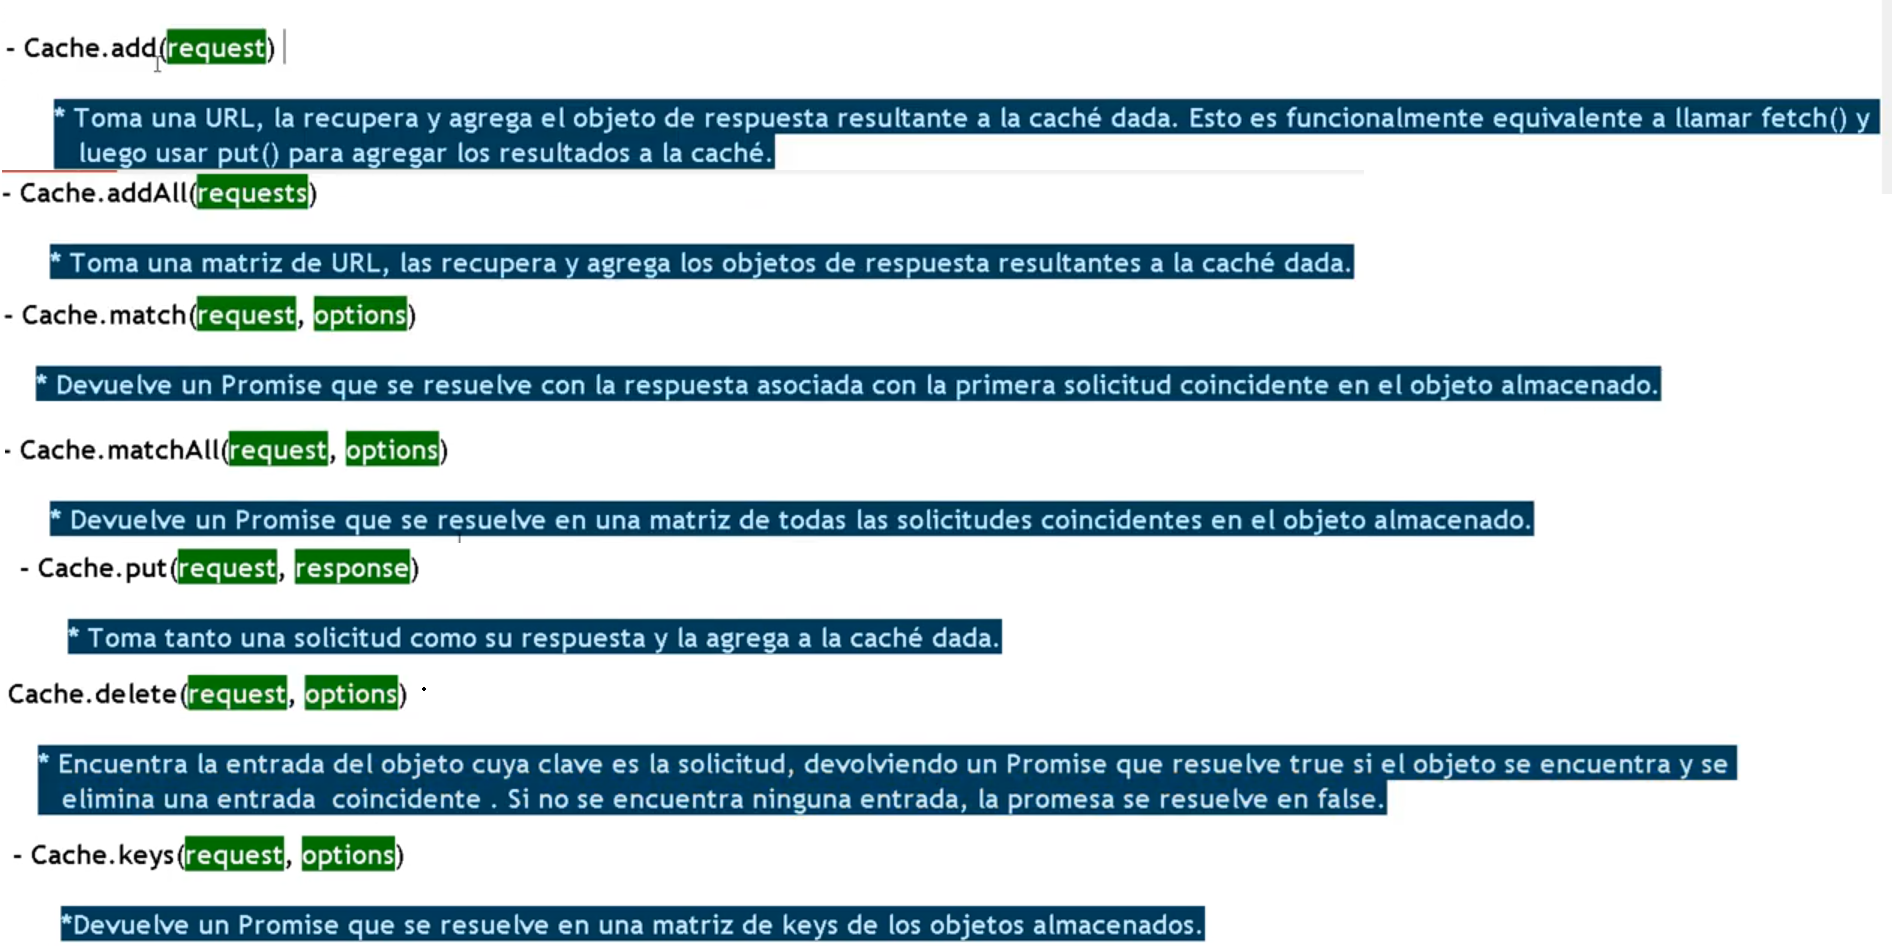 - Cache.add(request)
* Toma una URL, la recupera y agrega el objeto de respuesta resultante a la caché dada. Esto es funcionalmente equivalente a llamar fetch() y
luego usar put() para agregar los resultados a la caché.
- Cache.addAll(requests)
* Toma una matriz de URL, las recupera y agrega los objetos de respuesta resultantes a la caché dada.
- Cache.match(request, options)
* Devuelve un Promise que se resuelve con la respuesta asociada con la primera solicitud coincidente en el objeto almacenado.
- Cache.matchAll(request, options)
* Devuelve un Promise que se resuelve en una matriz de todas las solicitudes coincidentes en el objeto almacenado.
- Cache.put(request, response)
* Toma tanto una solicitud como su respuesta y la agrega a la caché dada.
Cache.delete(request, options)
* Encuentra la entrada del objeto cuya clave es la solicitud, devolviendo un Promise que resuelve true si el objeto se encuentra y se
elimina una entrada  coincidente . Si no se encuentra ninguna entrada, la promesa se resuelve en false.
- Cache.keys(request, options)
*Devuelve un Promise que se resuelve en una matriz de keys de los objetos almacenados.